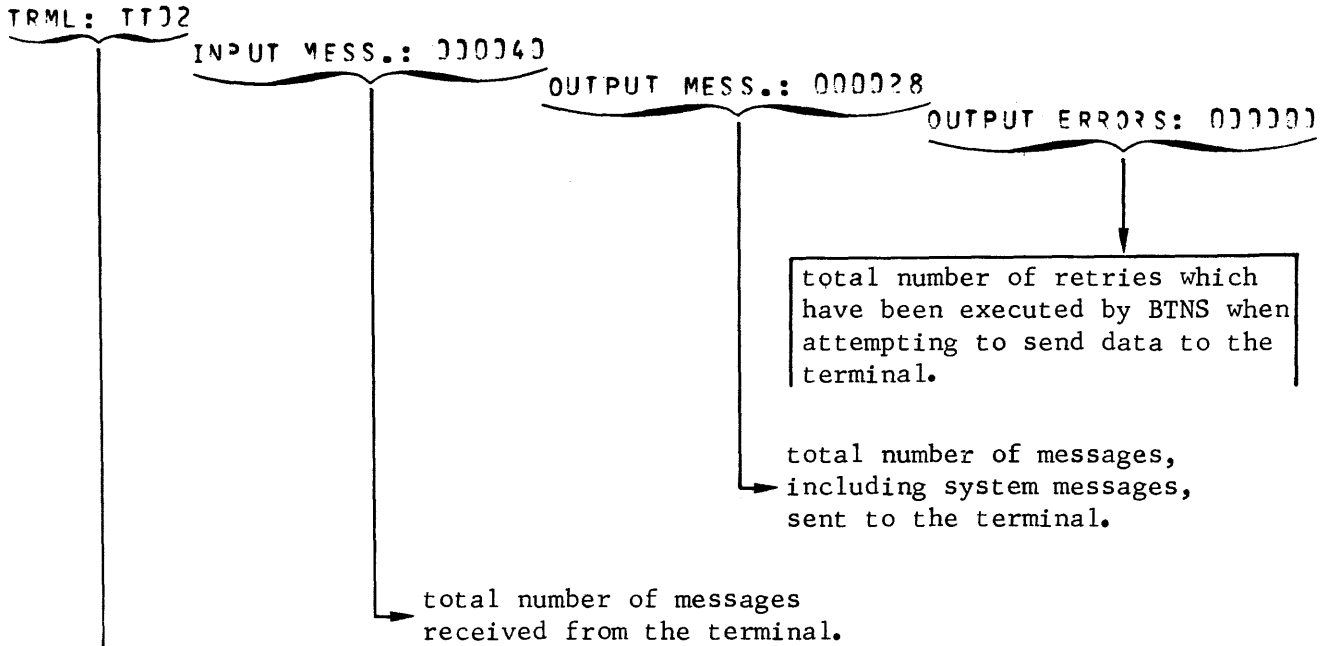 TRML: TT02
INPUT MESS.: 000040
OUTPUT MESS.: 000028
OUTPUT ERRORS: 000000
total number of retries which
have been executed by BTNS when
attempting to send data to the
terminal.
total number of messages,
including system messages,
sent to the terminal.
total number of messages
received from the terminal.